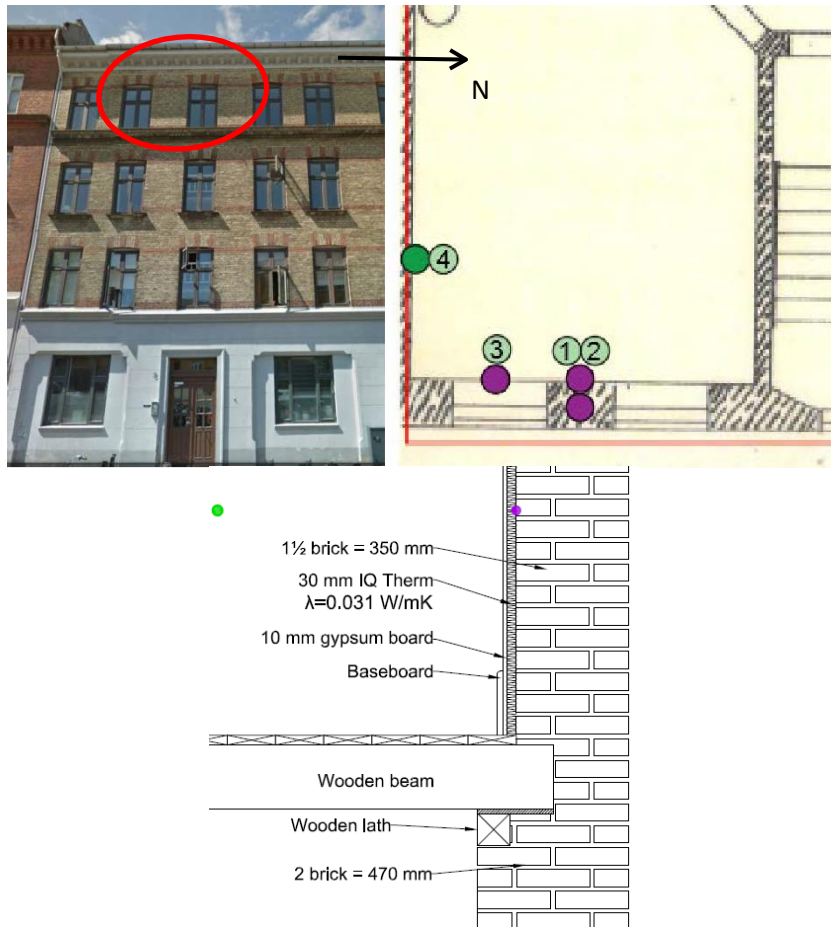 N
4
3
1 2
1½ brick = 350 mm
30 mm IQ Therm
λ=0.031 W/mK
10 mm gypsum board
Baseboard
Wooden beam
Wooden lath
2 brick = 470 mm